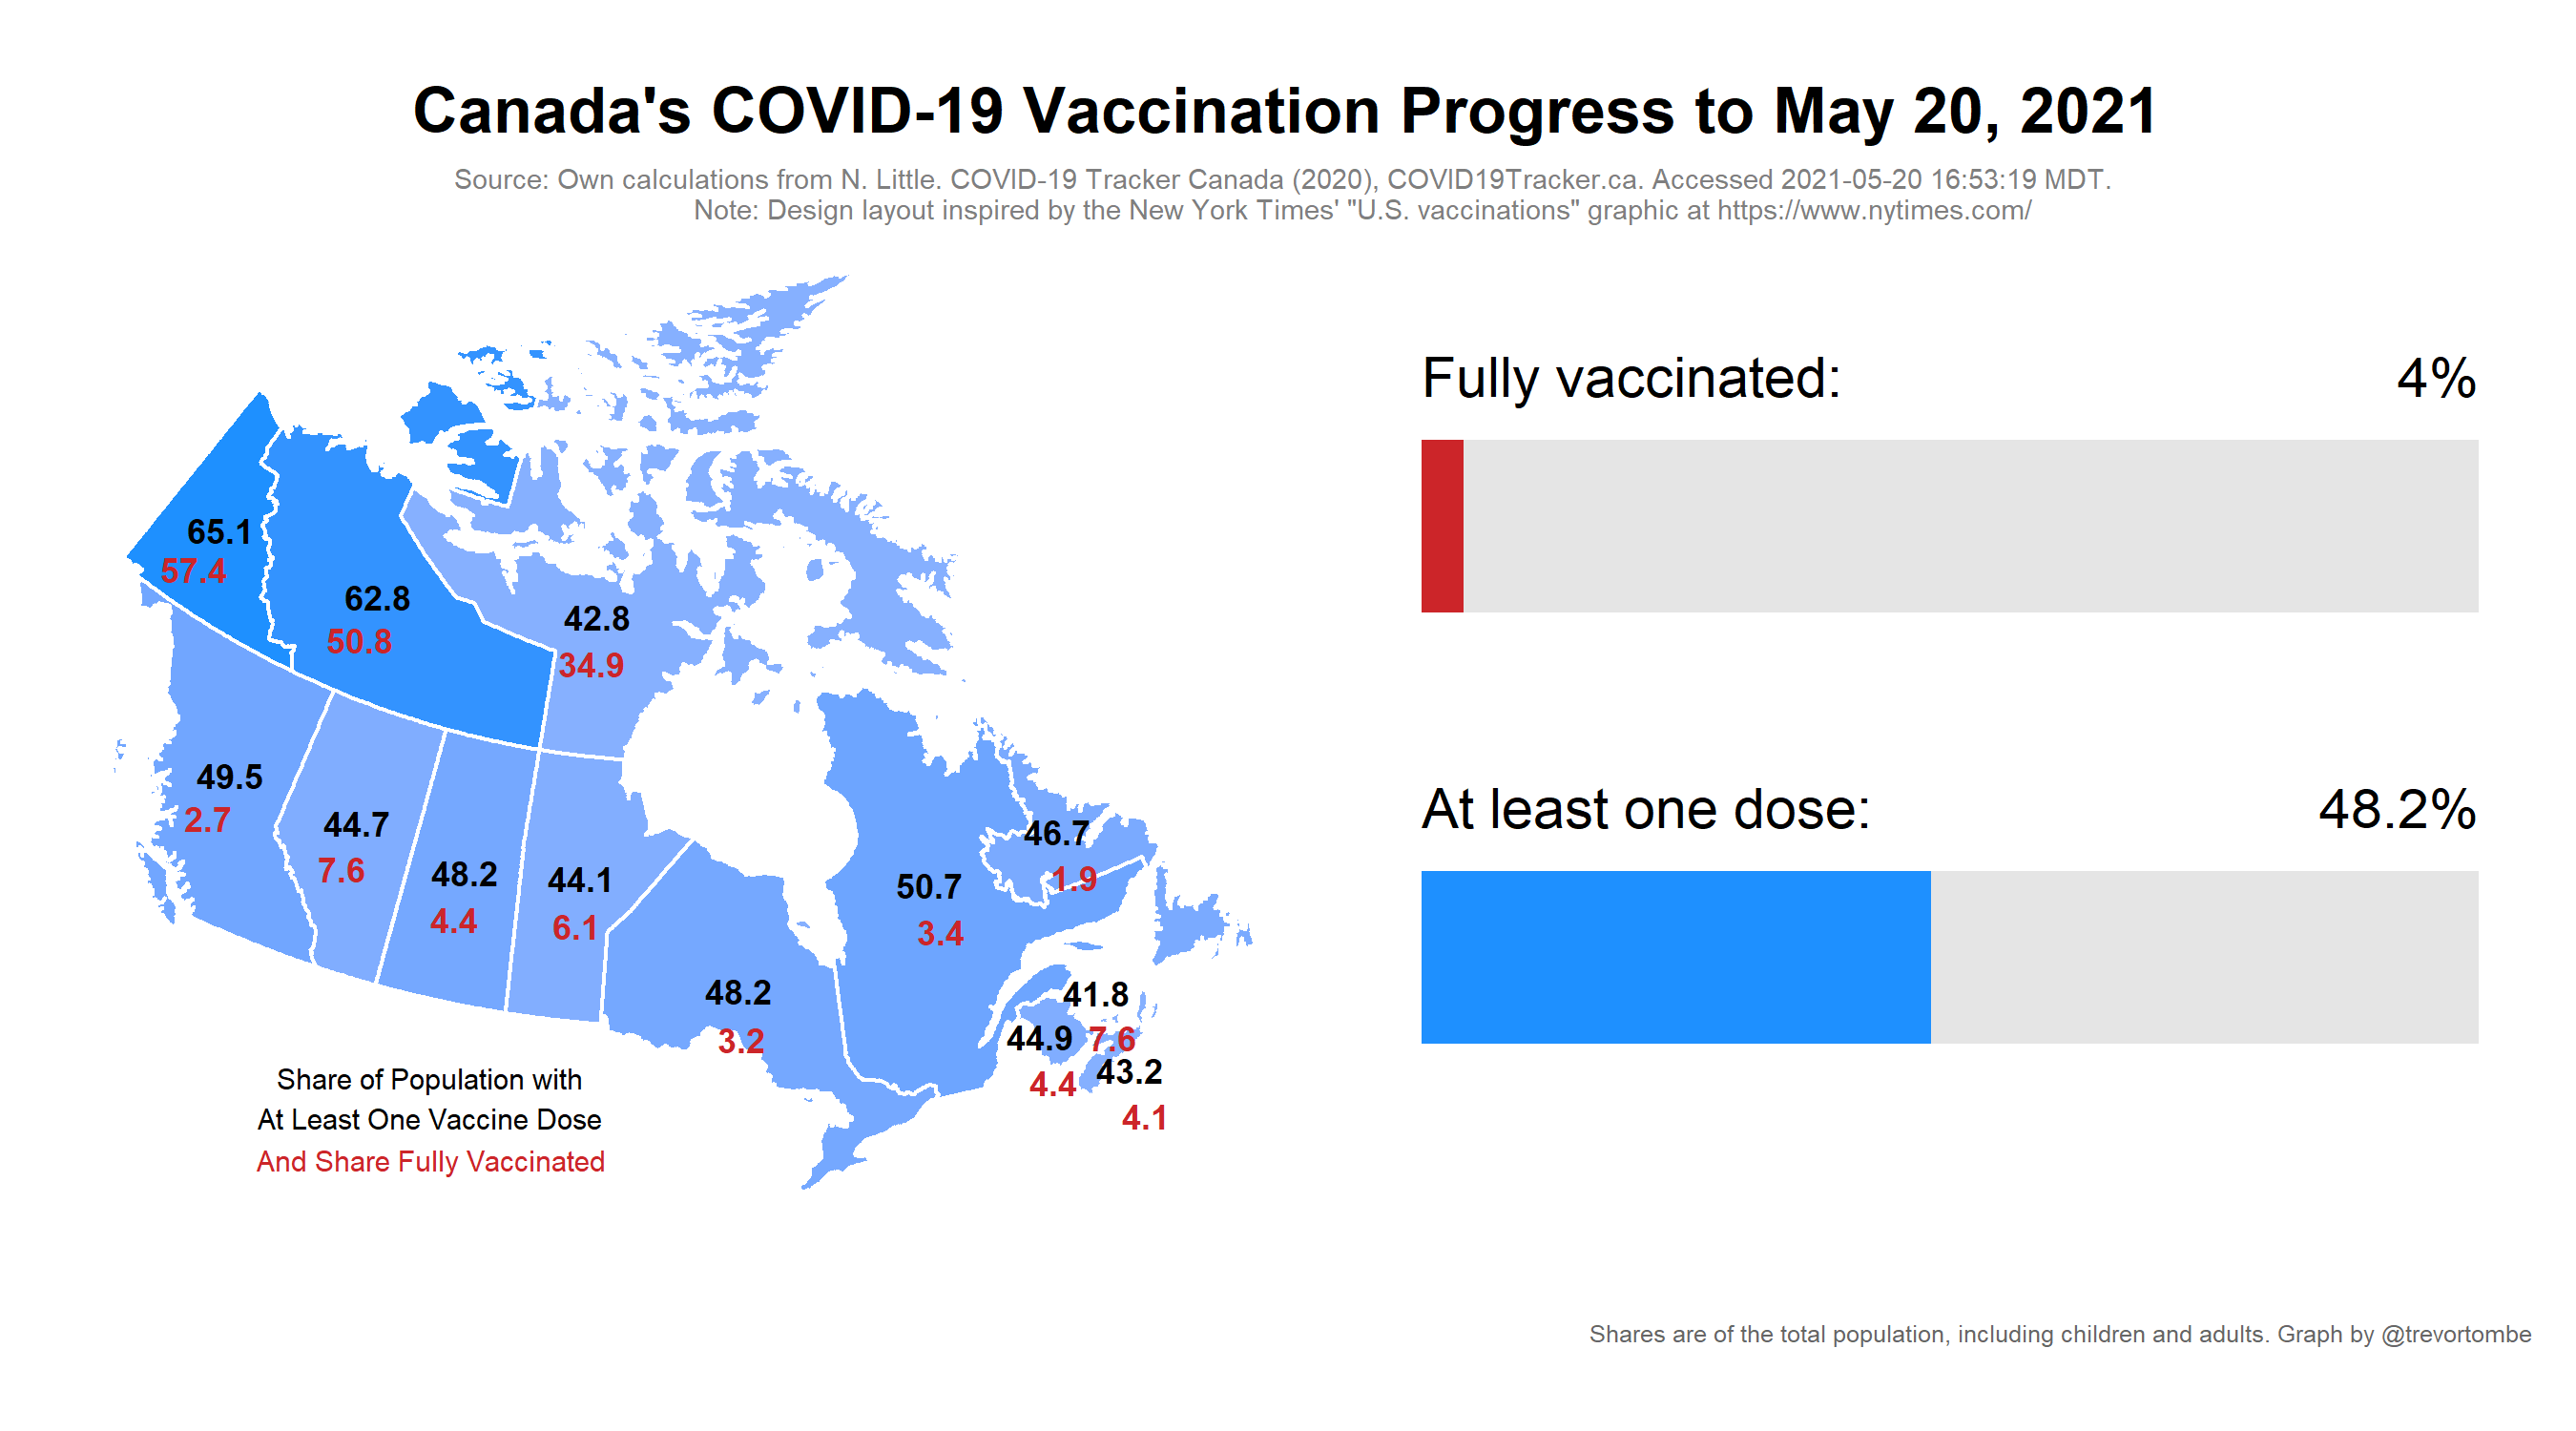 Canada's COVID-19 Vaccination Progress to May 20, 2021
Source: Own calculations from N. Little. COVID-19 Tracker Canada (2020), COVID19Tracker.ca. Accessed 2021-05-20 16:53:19 MDT.
Note: Design layout inspired by the New York Times' "U.S. vaccinations" graphic at https://www.nytimes.com/
65.1
57.4
62.8
50.8
42.8
34.9
49.5
2.7
44.7
7.6
48.2
4.4
44.1
6.1
48.2
3.2
50.7
3.4
46.7
1.9
41.8
7.6
44.9
4.4
43.2
4.1
Share of Population with
At Least One Vaccine Dose
And Share Fully Vaccinated
Fully vaccinated: 4%
At least one dose: 48.2%
Shares are of the total population, including children and adults. Graph by @trevortombe